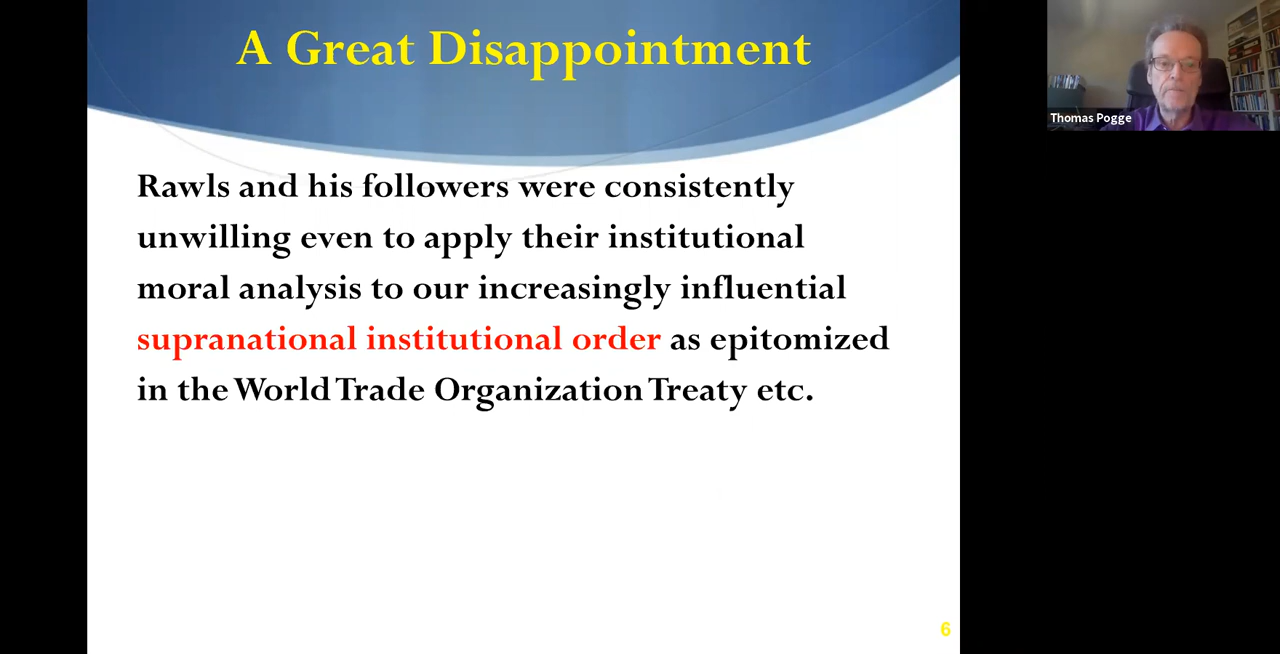 A Great Disappointment
Thomas Pogge
Rawls and his followers were consistently
unwilling even to apply their institutional
moral analysis to our increasingly influential
supranational institutional order as epitomized
in the World Trade Organization Treaty etc.
6